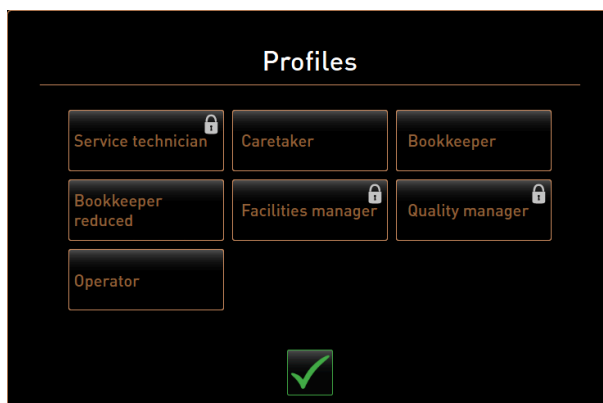 Profiles
Service technician
Caretaker
Bookkeeper
Bookkeeper
reduced
Facilities manager
Quality manager
Operator